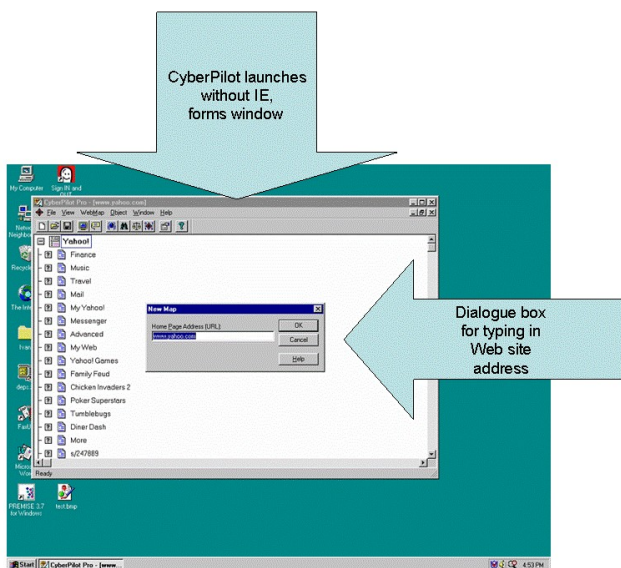 CyberPilot launches
without IE,
forms window
My Computer
Sign IN and
OUT
CyberPilot Pro - [www.yahoo.com]
File View WebMap Object Window Help
Yahoo!
Finance
Music
Travel
Mail
My Yahoo!
Messenger
Advanced
My Web
Yahoo! Games
Family Feud
Chicken Invaders 2
Poker Superstars
Tumblebugs
Diner Dash
More
s/247889
Ready
New Map
Home Page Address (URL):
www.yahoo.com
OK
Cancel
Help
Dialogue box
for typing in
Web site
address
PREMISE 3.7
for Windows
text.bmp
Start
CyberPilot Pro - [www...
4:53 PM